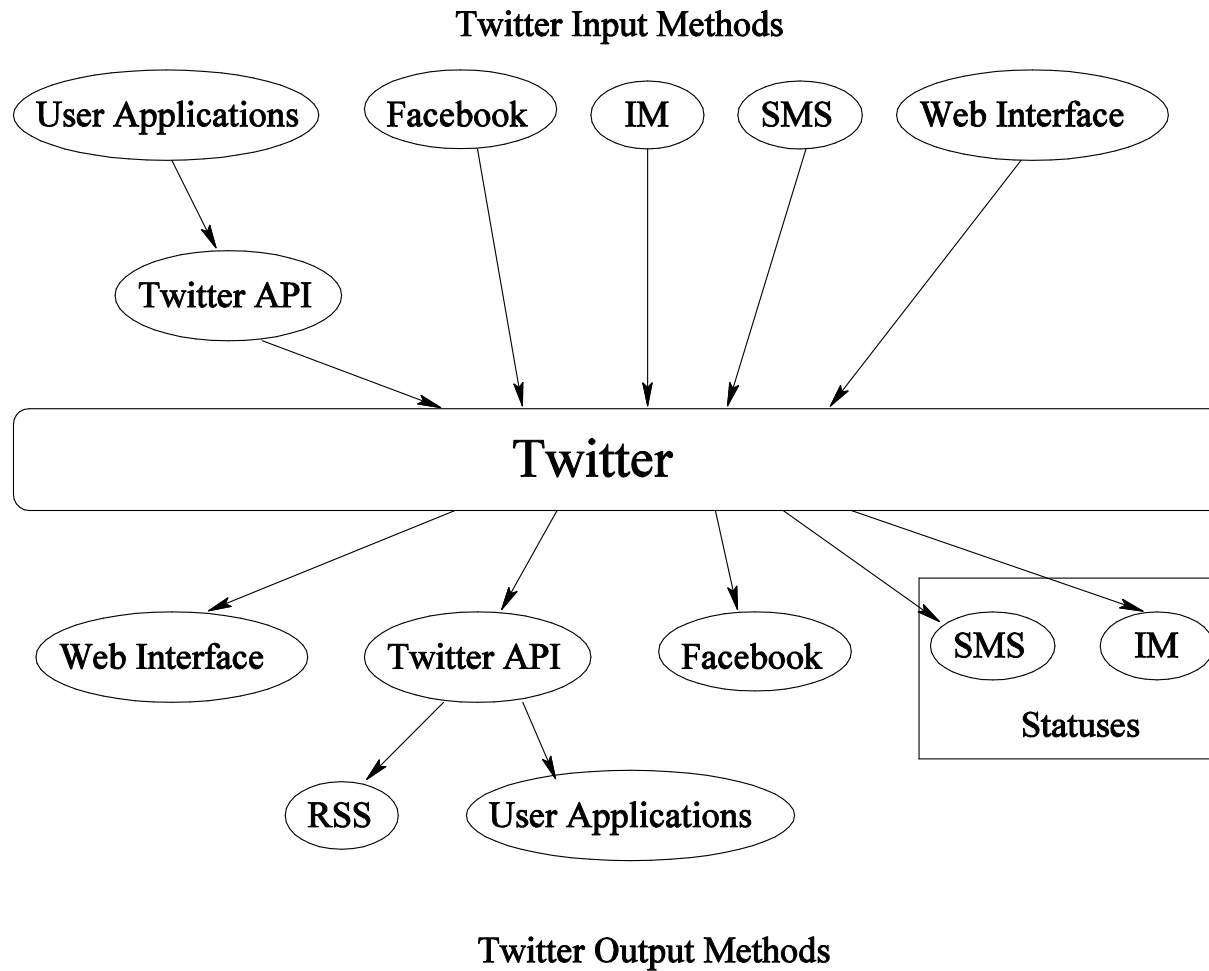 Twitter Input Methods
User Applications
Facebook
IM
SMS
Web Interface
Twitter API
Twitter
Web Interface
Twitter API
Facebook
SMS
IM
Statuses
RSS
User Applications
Twitter Output Methods